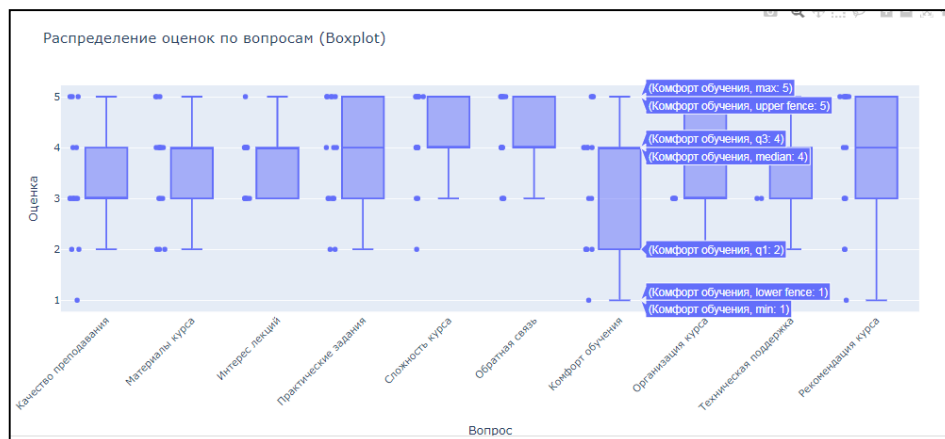 Распределение оценок по вопросам (Boxplot)
Оценка
5
4
3
2
1
(Комфорт обучения, max: 5)
(Комфорт обучения, upper fence: 5)
(Комфорт обучения, q3: 4)
(Комфорт обучения, median: 4)
(Комфорт обучения, q1: 2)
(Комфорт обучения, lower fence: 1)
(Комфорт обучения, min: 1)
Качество преподавания
Материалы курса
Интерес лекций
Практические задания
Сложность курса
Обратная связь
Комфорт обучения
Организация курса
Техническая поддержка
Рекомендация курса
Вопрос